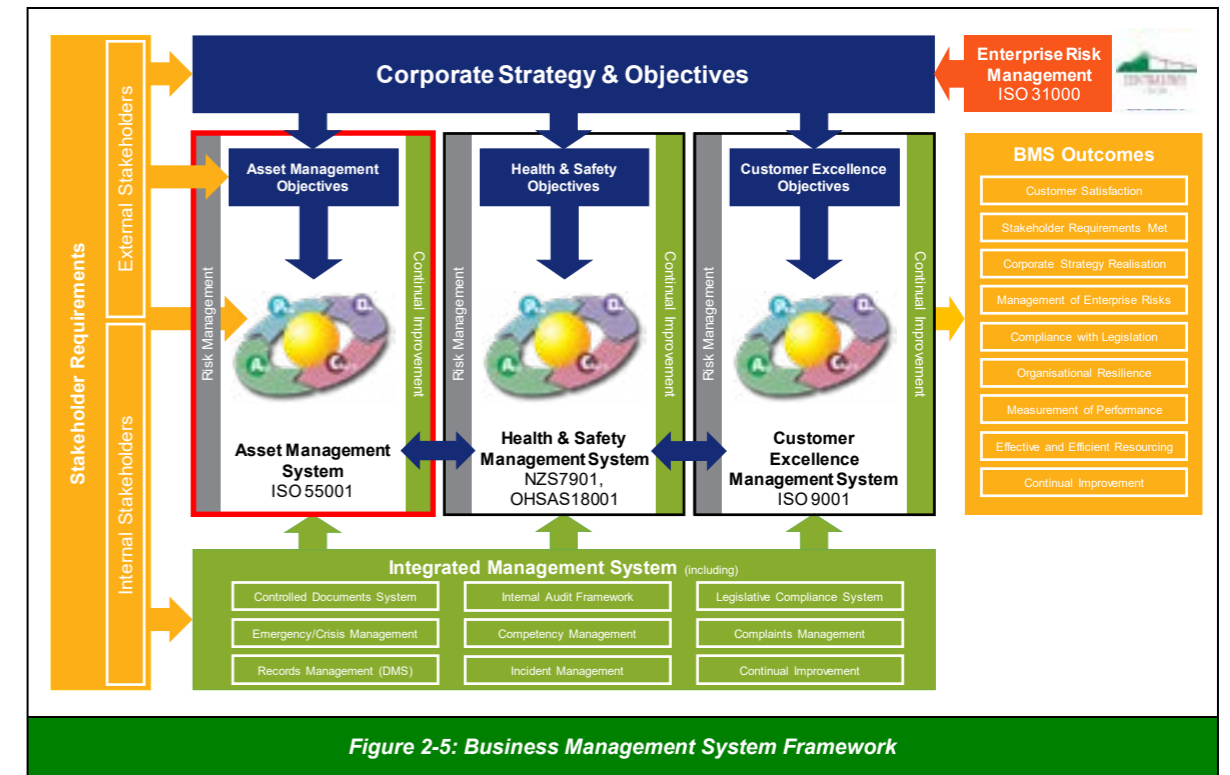 Stakeholder Requirements
External Stakeholders
Internal Stakeholders
Corporate Strategy & Objectives
Enterprise Risk
Management
ISO 31000
Risk Management
Asset Management
Objectives
Continual Improvement
Asset Management
System
ISO 55001
Risk Management
Health & Safety
Objectives
Continual Improvement
Health & Safety
Management System
NZS7901,
OHSAS18001
Risk Management
Customer Excellence
Objectives
Continual Improvement
Customer
Excellence
Management System
ISO 9001
BMS Outcomes
Customer Satisfaction
Stakeholder Requirements Met
Corporate Strategy Realisation
Management of Enterprise Risks
Compliance with Legislation
Organisational Resilience
Measurement of Performance
Effective and Efficient Resourcing
Continual Improvement
Integrated Management System (including)
Controlled Documents System
Internal Audit Framework
Legislative Compliance System
Emergency/Crisis Management
Competency Management
Complaints Management
Records Management (DMS)
Incident Management
Continual Improvement
Figure 2-5: Business Management System Framework